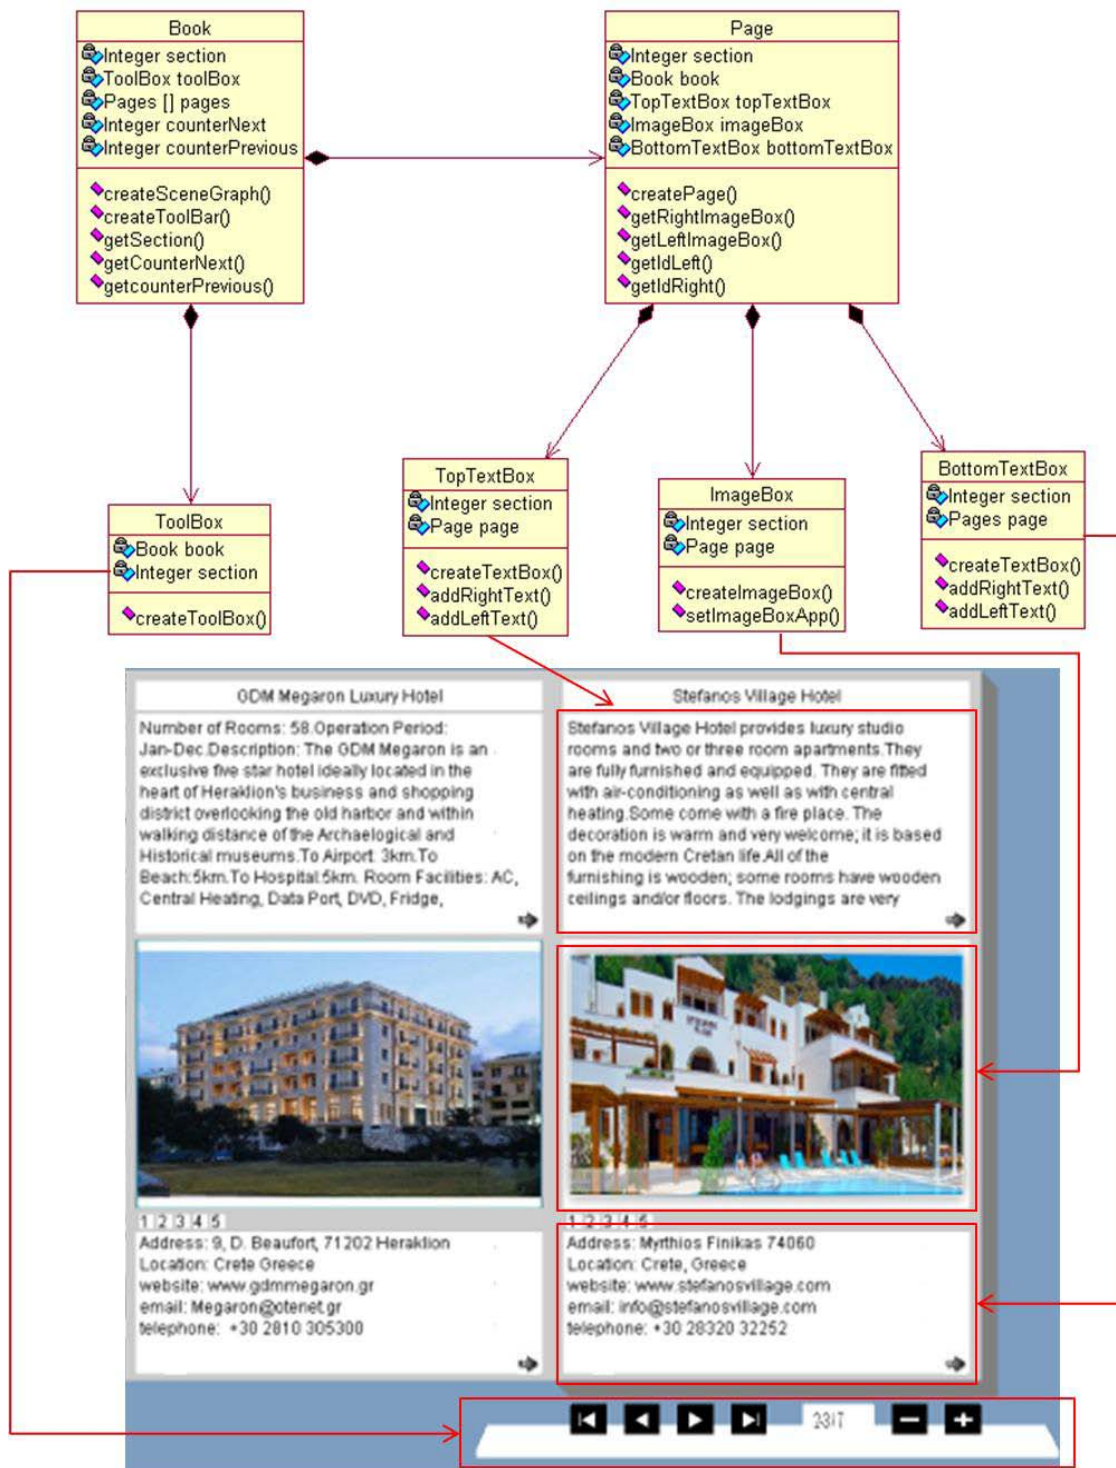 Book
Integer section
ToolBox toolBox
Pages [] pages
Integer counterNext
Integer counterPrevious
createSceneGraph()
createToolBar()
getSection()
getCounterNext()
getcounterPrevious()
Page
Integer section
Book book
TopTextBox topTextBox
ImageBox imageBox
BottomTextBox bottomTextBox
createPage()
getRightImageBox()
getLeftImageBox()
getIdLeft()
getIdRight()
ToolBox
Book book
Integer section
createToolBox()
TopTextBox
Integer section
Page page
createTextBox()
addRightText()
addLeftText()
ImageBox
Integer section
Page page
createImageBox()
setImageBoxApp()
BottomTextBox
Integer section
Pages page
createTextBox()
addRightText()
addLeftText()
GDM Megaron Luxury Hotel
Number of Rooms: 58.Operation Period:
Jan-Dec.Description: The GDM Megaron is an
exclusive five star hotel ideally located in the
heart of Heraklion's business and shopping
district overlooking the old harbor and within
walking distance of the Archaelogical and
Historical museums.To Airport: 3km.To
Beach:5km.To Hospital:5km. Room Facilities: AC,
Central Heating, Data Port, DVD, Fridge,
1 2 3 4 5
Address: 9, D. Beaufort, 71202 Heraklion
Location: Crete Greece
website: www.gdmmegaron.gr
email: Megaron@otenet.gr
telephone: +30 2810 305300
Stefanos Village Hotel
Stefanos Village Hotel provides luxury studio
rooms and two or three room apartments.They
are fully furnished and equipped. They are fitted
with air-conditioning as well as with central
heating.Some come with a fire place. The
decoration is warm and very welcome; it is based
on the modern Cretan life.All of the
furnishing is wooden; some rooms have wooden
ceilings and/or floors. The lodgings are very
1 2 3 4 5
Address: Myrthios Finikas 74060
Location: Crete, Greece
website: www.stefanosvillage.com
email: info@stefanosvillage.com
telephone: +30 28320 32252